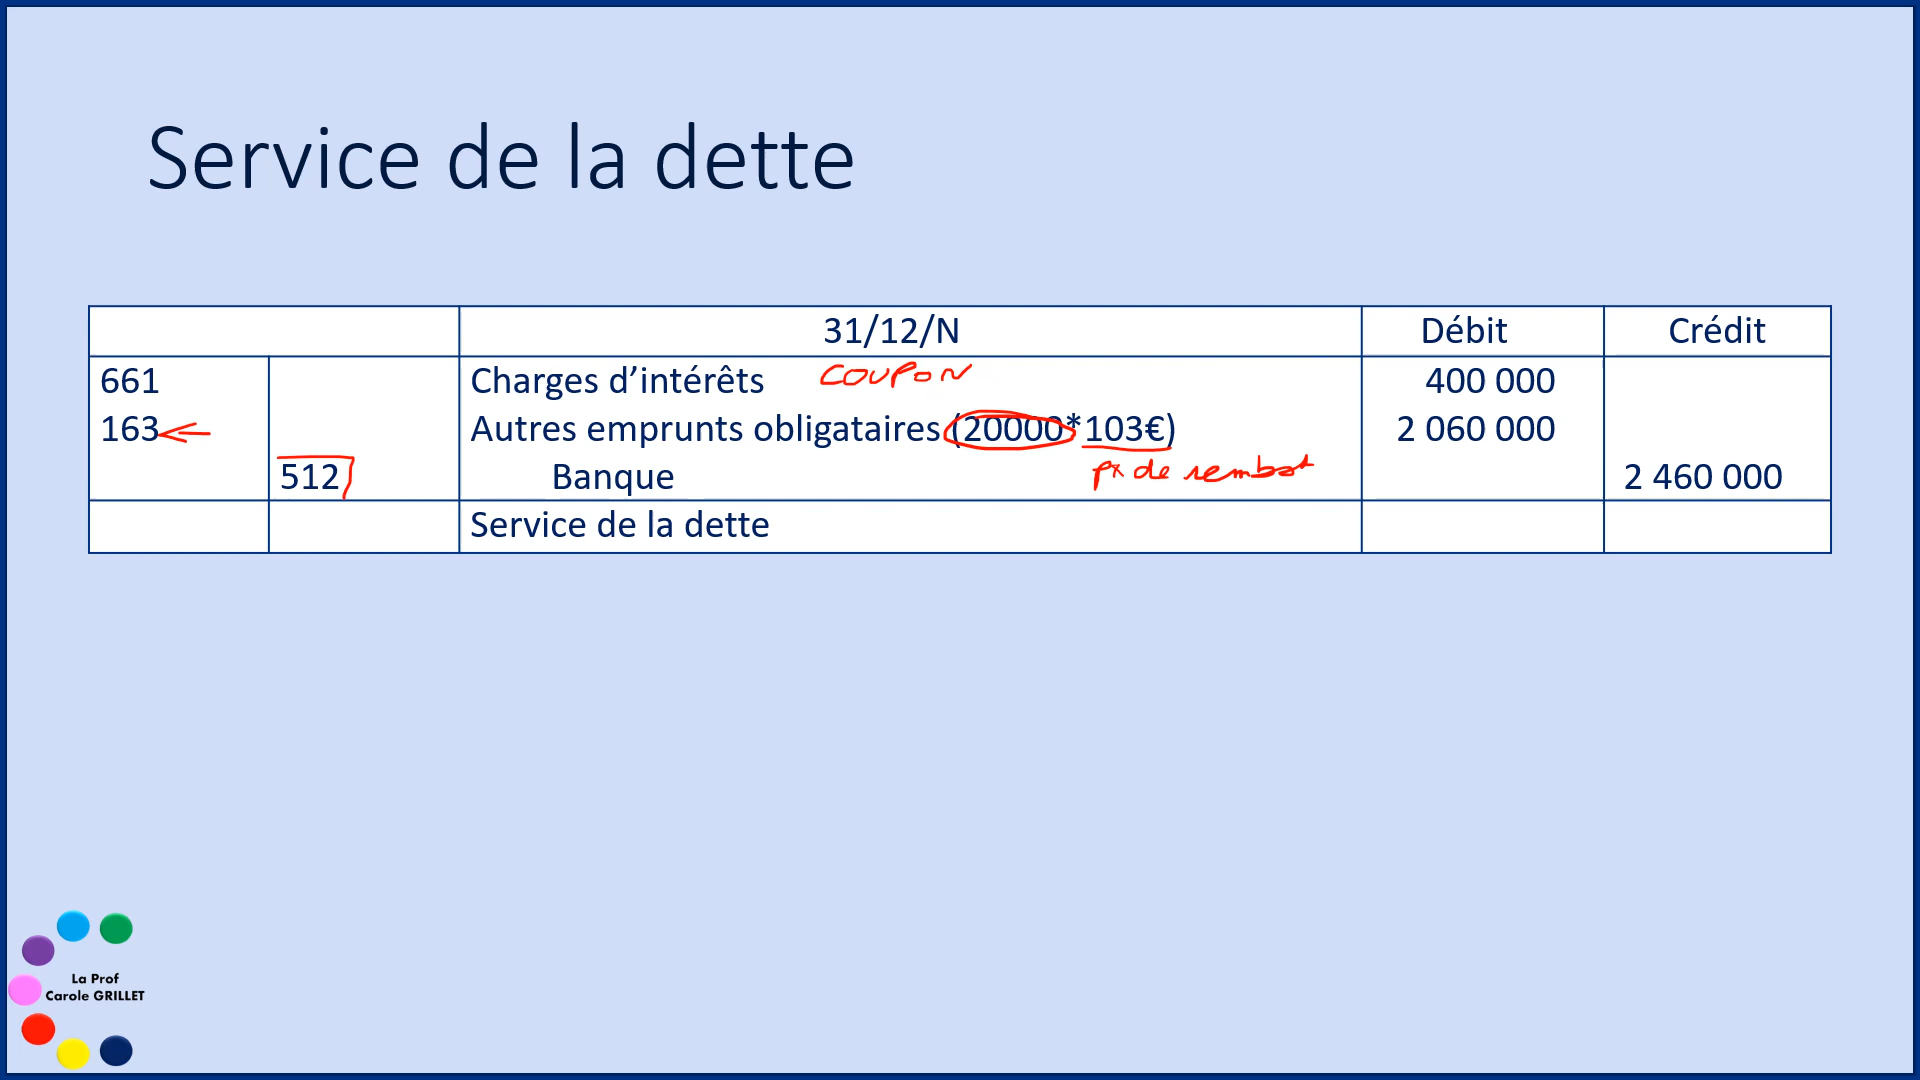 Service de la dette
31/12/N Débit Crédit
661 Charges d’intérêts COUPON 400 000
163 Autres emprunts obligataires (20000*103€) 2 060 000
512 Banque px de rembot 2 460 000
Service de la dette
La Prof
Carole GRILLET